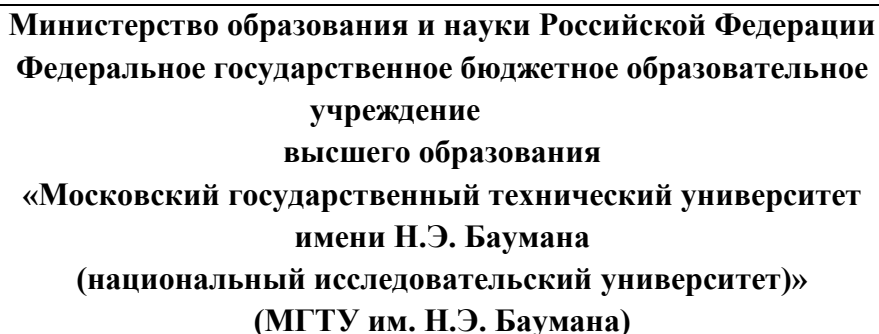 Министерство образования и науки Российской Федерации
Федеральное государственное бюджетное образовательное
учреждение
высшего образования
«Московский государственный технический университет
имени Н.Э. Баумана
(национальный исследовательский университет)»
(МГТУ им. Н.Э. Баумана)